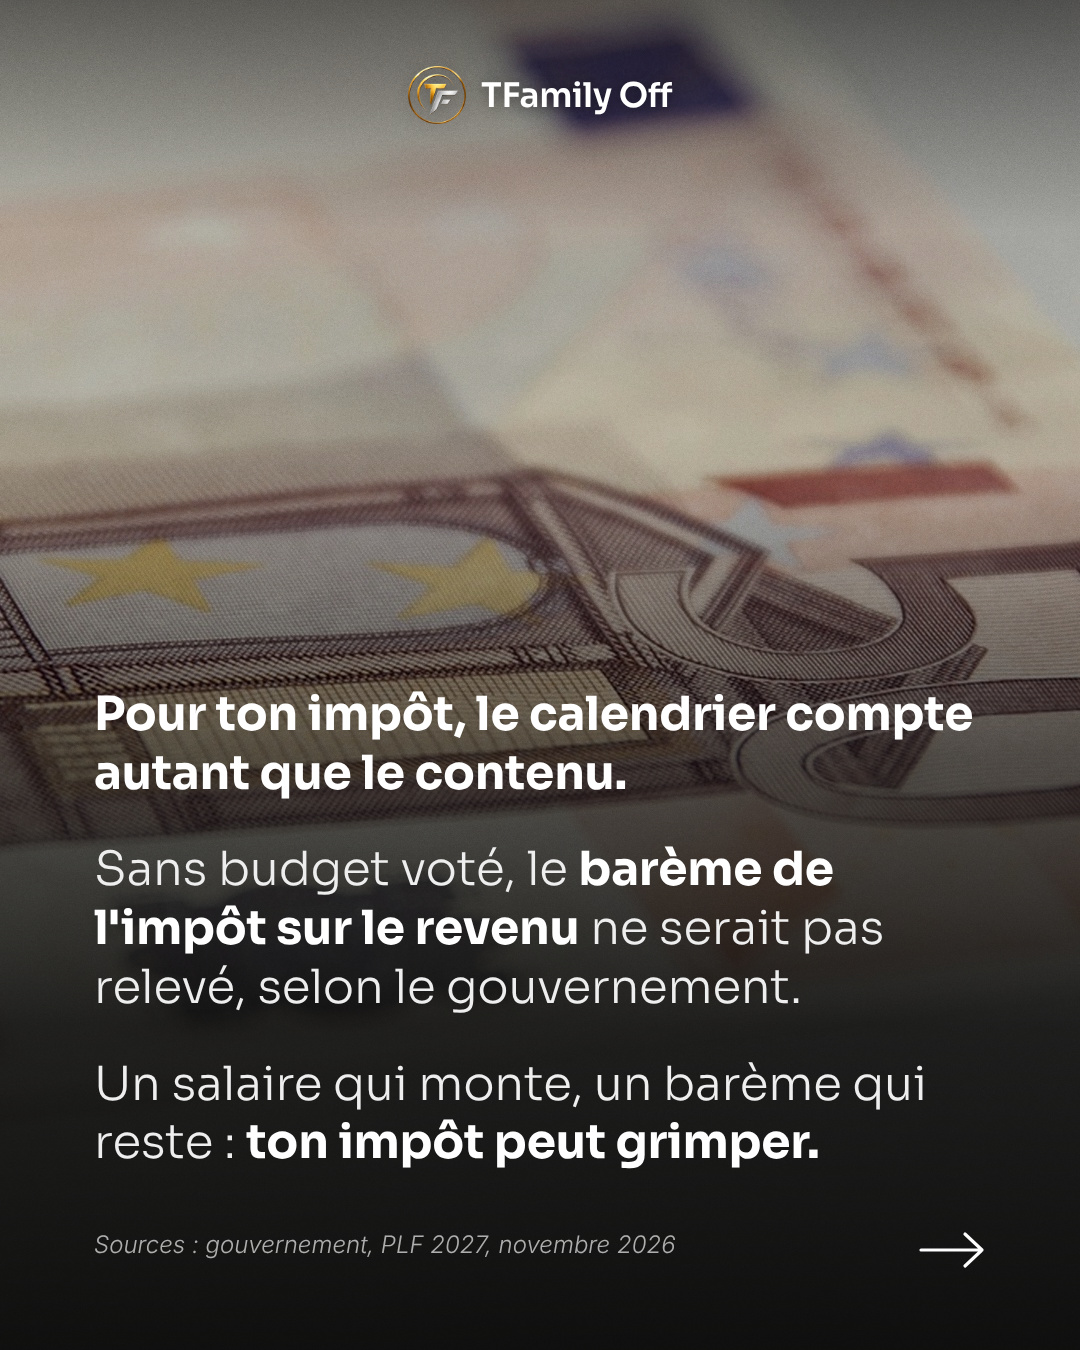 TF
TFamily Off
Pour ton impôt, le calendrier compte
autant que le contenu.
Sans budget voté, le barème de
l'impôt sur le revenu ne serait pas
relevé, selon le gouvernement.
Un salaire qui monte, un barème qui
reste : ton impôt peut grimper.
Sources : gouvernement, PLF 2027, novembre 2026